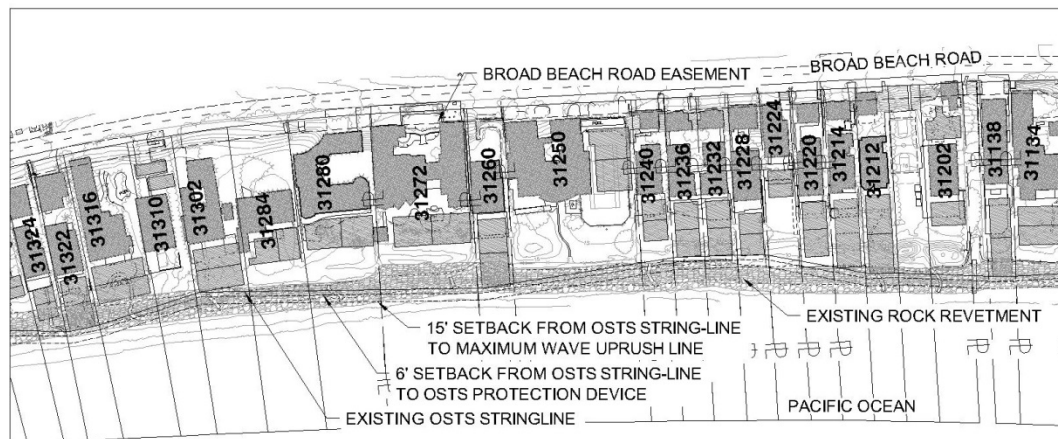 BROAD BEACH ROAD
BROAD BEACH ROAD EASEMENT
31324
31322
31316
31310
31302
31284
31280
31272
31260
31250
POOL
31240
31236
31232
31228
31224
31220
31214
31212
31202
31138
31134
EXISTING ROCK REVETMENT
15' SETBACK FROM OSTS STRING-LINE
TO MAXIMUM WAVE UPRUSH LINE
6' SETBACK FROM OSTS STRING-LINE
TO OSTS PROTECTION DEVICE
EXISTING OSTS STRINGLINE
PACIFIC OCEAN